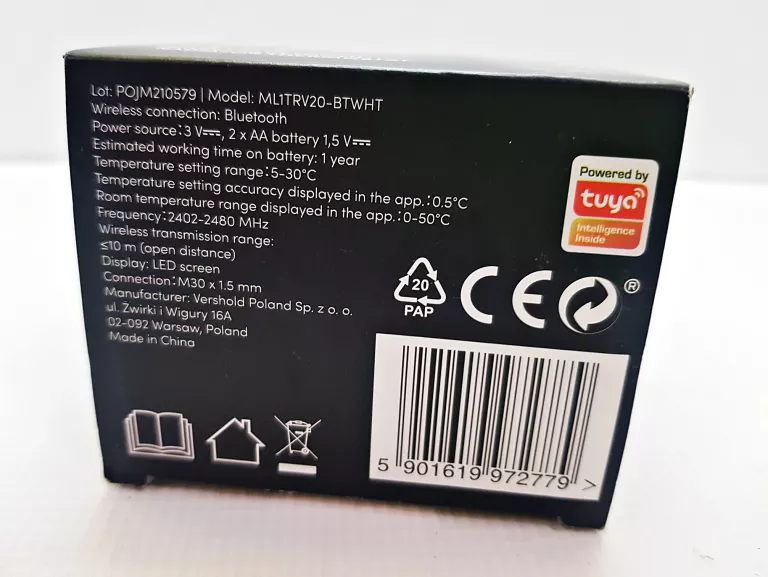 Lot: POJM210579 | Model: ML1TRV20-BTWHT
Wireless connection: Bluetooth
Power source: 3 V⎓, 2 x AA battery 1,5 V⎓
Estimated working time on battery: 1 year
Temperature setting range: 5-30°C
Temperature setting accuracy displayed in the app.: 0.5°C
Room temperature range displayed in the app.: 0-50°C
Frequency: 2402-2480 MHz
Wireless transmission range:
≤10 m (open distance)
Display: LED screen
Connection: M30 x 1.5 mm
Manufacturer: Vershold Poland Sp. z o. o.
ul. Żwirki i Wigury 16A
02-092 Warsaw, Poland
Made in China
Powered by
tuya
Intelligence
Inside
20
PAP
CE
®
5 901619 972779 >